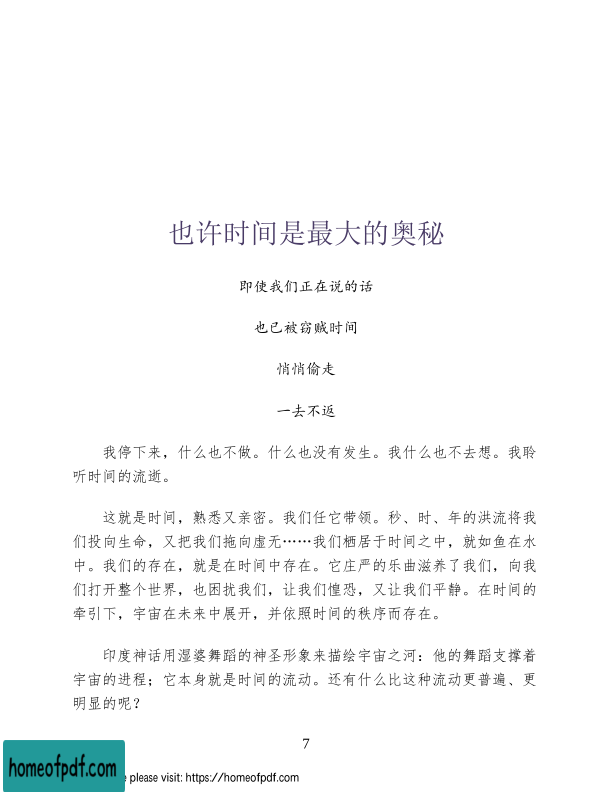 也许时间是最大的奥秘
即使我们正在说的话
也已被窃贼时间
悄悄偷走
一去不返
我停下来，什么也不做。什么也没有发生。我什么也不去想。我聆
听时间的流逝。
这就是时间，熟悉又亲密。我们任它带领。秒、时、年的洪流将我
们投向生命，又把我们拖向虚无……我们栖居于时间之中，就如鱼在水
中。我们的存在，就是在时间中存在。它庄严的乐曲滋养了我们，向我
们打开整个世界，也困扰我们，让我们惶恐，又让我们平静。在时间的
牵引下，宇宙在未来中展开，并依照时间的秩序而存在。
印度神话用湿婆舞蹈的神圣形象来描绘宇宙之河：他的舞蹈支撑着
宇宙的进程；它本身就是时间的流动。还有什么比这种流动更普遍、更
明显的呢？
7
homeofpdf.com
e please visit: https://homeofpdf.com